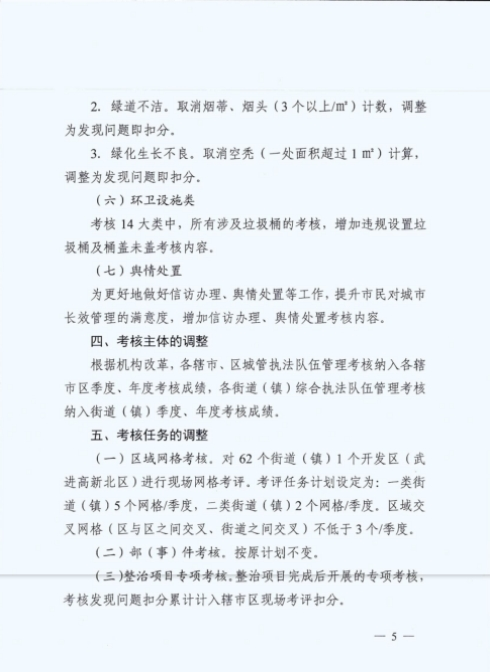 2. 绿道不洁。取消烟蒂、烟头（3个以上/㎡）计数，调整
为发现问题即扣分。
3. 绿化生长不良。取消空秃（一处面积超过1㎡）计算，
调整为发现问题即扣分。
（六）环卫设施类
考核14大类中，所有涉及垃圾桶的考核，增加违规设置垃
圾桶及桶盖未盖考核内容。
（七）舆情处置
为更好地做好信访办理、舆情处置等工作，提升市民对城市
长效管理的满意度，增加信访办理、舆情处置考核内容。
四、考核主体的调整
根据机构改革，各辖市、区城管执法队伍管理考核纳入各辖
市区季度、年度考核成绩，各街道（镇）综合执法队伍管理考核
纳入街道（镇）季度、年度考核成绩。
五、考核任务的调整
（一）区域网格考核。对62个街道（镇）1个开发区（武
进高新北区）进行现场网格考评。考评任务计划设定为：一类街
道（镇）5个网格/季度，二类街道（镇）2个网格/季度。区域交
叉网格（区与区之间交叉、街道之间交叉）不低于3个/季度。
（二）部（事）件考核。按原计划不变。
（三）整治项目专项考核。整治项目完成后开展的专项考核，
考核发现问题扣分累计计入辖市区现场考评扣分。
— 5 —